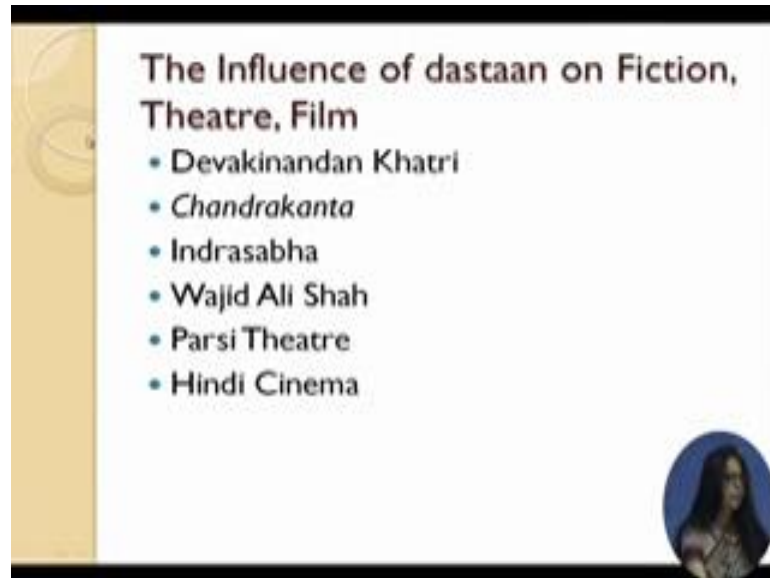 The Influence of dastaan on Fiction,
Theatre, Film
• Devakinandan Khatri
• Chandrakanta
• Indrasabha
• Wajid Ali Shah
• Parsi Theatre
• Hindi Cinema